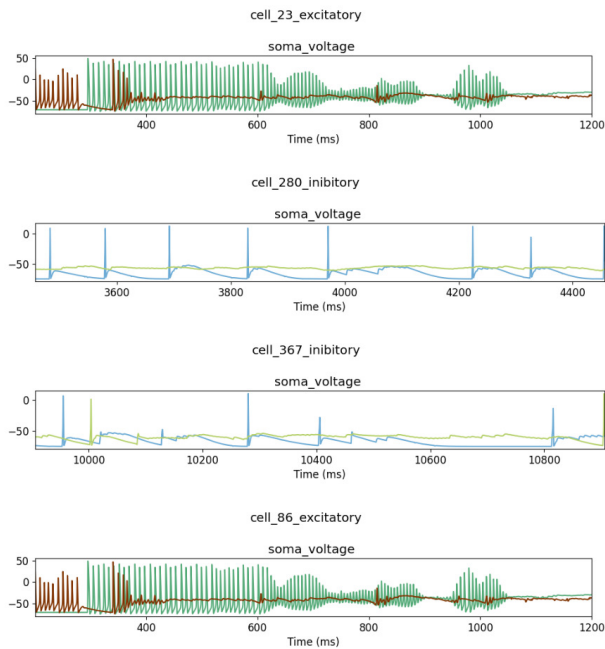 cell_23_excitatory
soma_voltage
50
0
−50
400 600 800 1000 1200
Time (ms)
cell_280_inibitory
soma_voltage
0
−50
3600 3800 4000 4200 4400
Time (ms)
cell_367_inibitory
soma_voltage
0
−50
10000 10200 10400 10600 10800
Time (ms)
cell_86_excitatory
soma_voltage
50
0
−50
400 600 800 1000 1200
Time (ms)